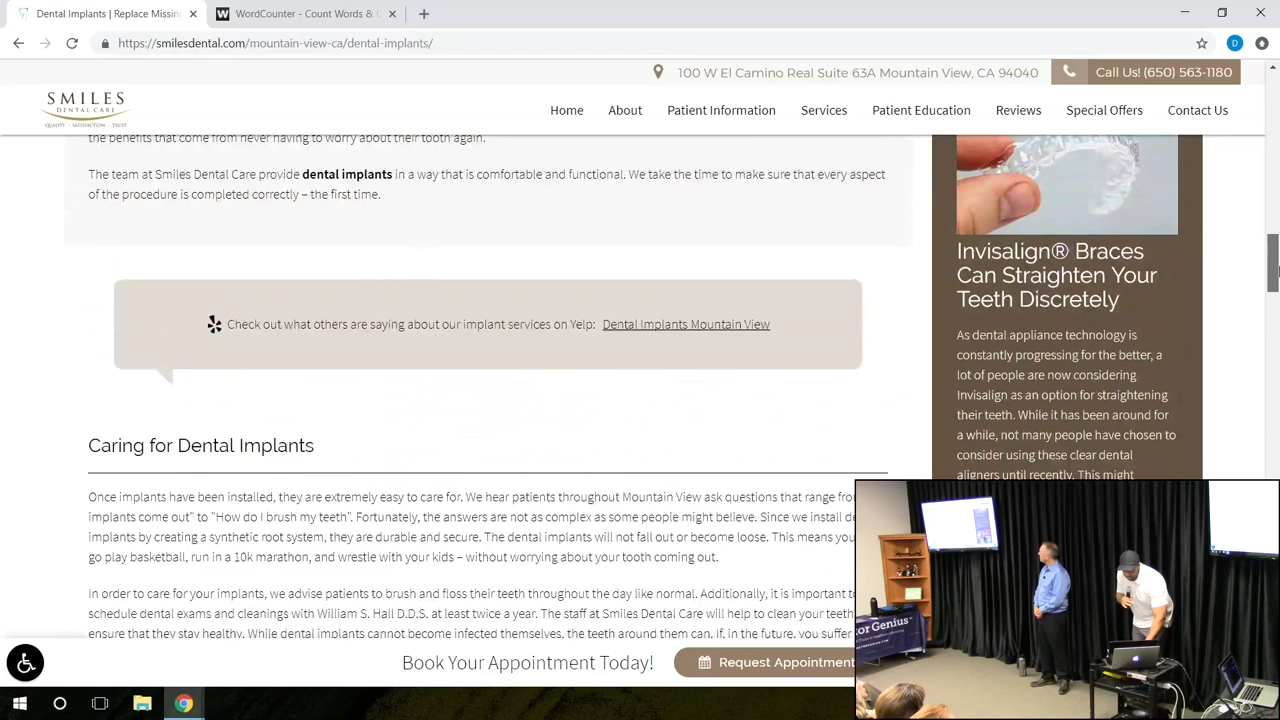 Dental Implants | Replace Missin
WordCounter - Count Words & C
https://smilesdental.com/mountain-view-ca/dental-implants/
D
100 W El Camino Real Suite 63A Mountain View, CA 94040
Call Us! (650) 563-1180
SMILES
DENTAL CARE
QUALITY · SATISFACTION · TRUST
Home About Patient Informat Services Patient Education Reviews Special Offers Contact Us
the benefits that come from never having to worry about their tooth again.
The team at Smiles Dental Care provide dental implants in a way that is comfortable and functional. We take the time to make sure that every aspect
of the procedure is completed correctly – the first time.
Check out what others are saying about our implant services on Yelp: Dental Implants Mountain View
Caring for Dental Implants
Once implants have been installed, they are extremely easy to care for. We hear patients throughout Mountain View ask questions that range fro
implants come out" to "How do I brush my teeth". Fortunately, the answers are not as complex as some people might believe. Since we install de
implants by creating a synthetic root system, they are durable and secure. The dental implants will not fall out or become loose. This means you
go play basketball, run in a 10k marathon, and wrestle with your kids – without worrying about your tooth coming out.
In order to care for your implants, we advise patients to brush and floss their teeth throughout the day like normal. Additionally, it is important to
schedule dental exams and cleanings with William S. Hall D.D.S. at least twice a year. The staff at Smiles Dental Care will help to clean your teeth
ensure that they stay healthy. While dental implants cannot become infected themselves, the teeth around them can. If, in the future, you suffer
Invisalign® Braces
Can Straighten Your
Teeth Discretely
As dental appliance technology is
constantly progressing for the better, a
lot of people are now considering
Invisalign as an option for straightening
their teeth. While it has been around for
a while, not many people have chosen to
consider using these clear dental
aligners until recently. This might
Book Your Appointment Today!
Request Appointment
tor Genius